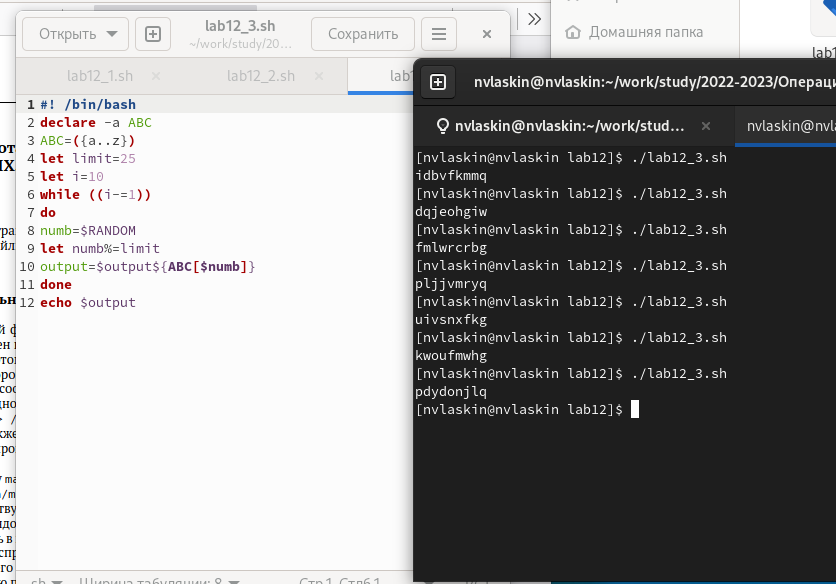 Открыть
lab12_3.sh
~/work/study/20...
Сохранить
Домашняя папка
lab12_1.sh
lab12_2.sh
1 #! /bin/bash
2 declare -a ABC
3 ABC=({a..z})
4 let limit=25
5 let i=10
6 while ((i-=1))
7 do
8 numb=$RANDOM
9 let numb%=limit
10 output=$output${ABC[$numb]}
11 done
12 echo $output
sh
Ширина табуляции: 8
Стр 1, Стлб 1
nvlaskin@nvlaskin:~/work/study/2022-2023/Операци
nvlaskin@nvlaskin:~/work/stud...
nvlaskin@nvla
[nvlaskin@nvlaskin lab12]$ ./lab12_3.sh
idbvfkmmq
[nvlaskin@nvlaskin lab12]$ ./lab12_3.sh
dqjeohgiw
[nvlaskin@nvlaskin lab12]$ ./lab12_3.sh
fmlwrcrbg
[nvlaskin@nvlaskin lab12]$ ./lab12_3.sh
pljjvmryq
[nvlaskin@nvlaskin lab12]$ ./lab12_3.sh
uivsnxfkg
[nvlaskin@nvlaskin lab12]$ ./lab12_3.sh
kwoufmwhg
[nvlaskin@nvlaskin lab12]$ ./lab12_3.sh
pdydonjlq
[nvlaskin@nvlaskin lab12]$